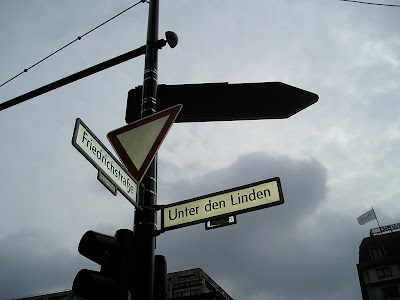 Friedrichstraße
Unter den Linden